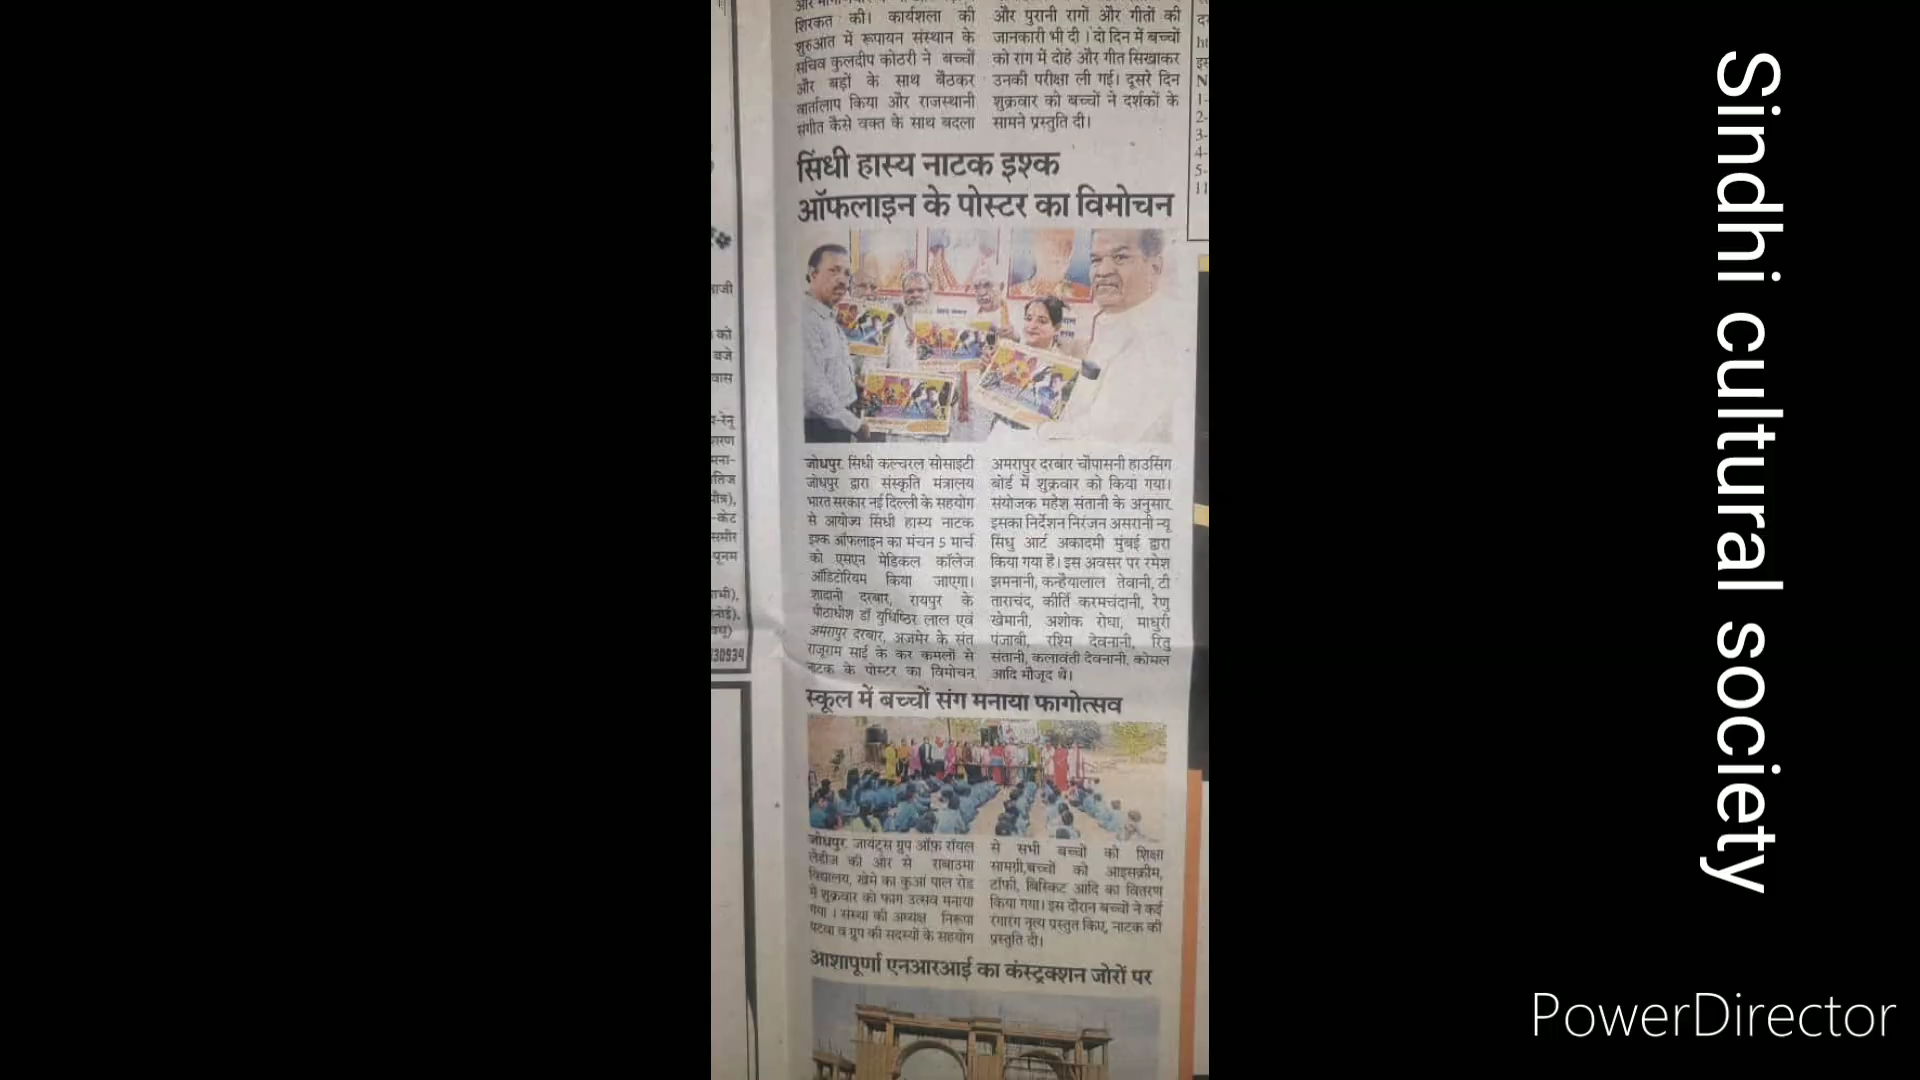 शिरकत की। कार्यशला की
शुरुआत में रूपायन संस्थान के
सचिव कुलदीप कोठरी ने बच्चों
और बड़ों के साथ बैठकर
वार्तालाप किया और राजस्थानी
संगीत कैसे वक्त के साथ बदला
और पुरानी रागों और गीतों की
जानकारी भी दी। दो दिन में बच्चों
को राग में दोहे और गीत सिखाकर
उनकी परीक्षा ली गई। दूसरे दिन
शुक्रवार को बच्चों ने दर्शकों के
सामने प्रस्तुति दी।
सिंधी हास्य नाटक इश्क
ऑफलाइन के पोस्टर का विमोचन
जोधपुर. सिंधी कल्चरल सोसाइटी
जोधपुर द्वारा संस्कृति मंत्रालय
भारत सरकार नई दिल्ली के सहयोग
से आयोज्य सिंधी हास्य नाटक
इश्क ऑफलाइन का मंचन 5 मार्च
को एसएन मेडिकल कॉलेज
ऑडिटोरियम किया जाएगा।
शादानी दरबार, रायपुर के
पीठाधीश डॉ युधिष्ठिर लाल एवं
अमरापुर दरबार, अजमेर के संत
राजूराम साई के कर कमलों से
नाटक के पोस्टर का विमोचन
अमरापुर दरबार चौपासनी हाउसिंग
बोर्ड में शुक्रवार को किया गया।
संयोजक महेश संतानी के अनुसार
इसका निर्देशन निरंजन असरानी न्यू
सिंधु आर्ट अकादमी मुंबई द्वारा
किया गया है। इस अवसर पर रमेश
झमनानी, कन्हैयालाल तेवानी, टी
ताराचंद, कीर्ति करमचंदानी, रेणु
खेमानी, अशोक रोघा, माधुरी
पंजाबी, रश्मि देवनानी, रितु
संतानी, कलावंती देवनानी, कोमल
आदि मौजूद थे।
स्कूल में बच्चों संग मनाया फागोत्सव
जोधपुर. जायंट्स ग्रुप ऑफ़ रॉयल
लेडीज की ओर से राबाउमा
विद्यालय, खेमे का कुआं पाल रोड
में शुक्रवार को फाग उत्सव मनाया
गया । संस्था की अध्यक्ष निरूपा
पटवा व ग्रुप की सदस्यों के सहयोग
से सभी बच्चों को शिक्षा
सामग्री,बच्चों को आइसक्रीम,
टॉफी, बिस्किट आदि का वितरण
किया गया। इस दौरान बच्चों ने कई
रंगारंग नृत्य प्रस्तुत किए, नाटक की
प्रस्तुति दी।
आशापूर्णा एनआरआई का कंस्ट्रक्शन जोरों पर
Sindhi cultural society
PowerDirector